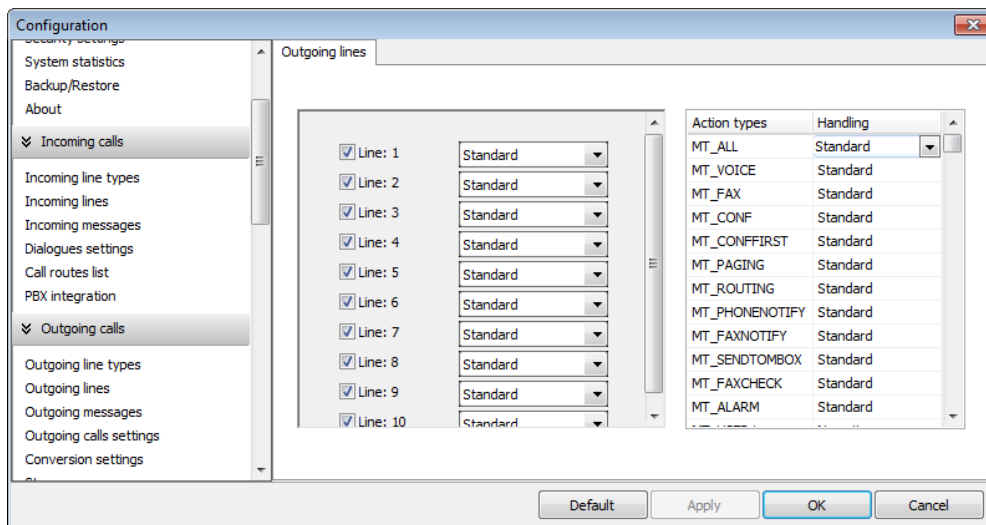 Configuration
Security settings
System statistics
Backup/Restore
About
Incoming calls
Incoming line types
Incoming lines
Incoming messages
Dialogues settings
Call routes list
PBX integration
Outgoing calls
Outgoing line types
Outgoing lines
Outgoing messages
Outgoing calls settings
Conversion settings
Outgoing lines
Line: 1 Standard
Line: 2 Standard
Line: 3 Standard
Line: 4 Standard
Line: 5 Standard
Line: 6 Standard
Line: 7 Standard
Line: 8 Standard
Line: 9 Standard
Line: 10 Standard
Action types Handling
MT_ALL Standard
MT_VOICE Standard
MT_FAX Standard
MT_CONF Standard
MT_CONFFIRST Standard
MT_PAGING Standard
MT_ROUTING Standard
MT_PHONENOTIFY Standard
MT_FAXNOTIFY Standard
MT_SENDTOMBOX Standard
MT_FAXCHECK Standard
MT_ALARM Standard
Default Apply OK Cancel